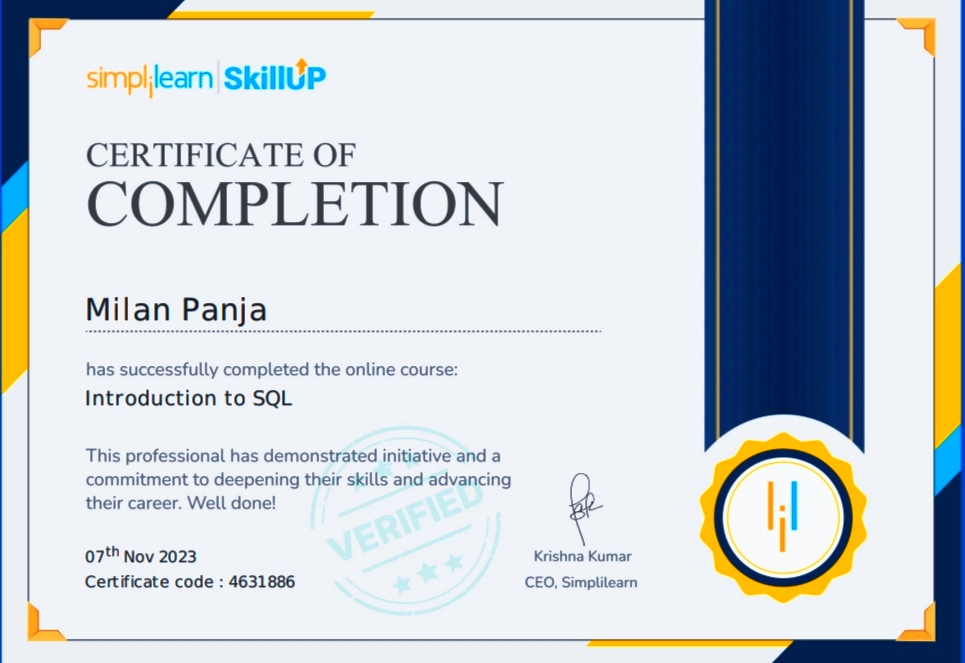 simplilearn | SkillUP
CERTIFICATE OF
COMPLETION
Milan Panja
has successfully completed the online course:
Introduction to SQL
This professional has demonstrated initiative and a
commitment to deepening their skills and advancing
their career. Well done!
VERIFIED
07th Nov 2023
Certificate code : 4631886
Krishna Kumar
CEO, Simplilearn